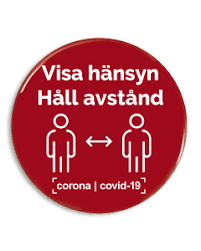 Visa hänsyn
Håll avstånd
corona | covid-19